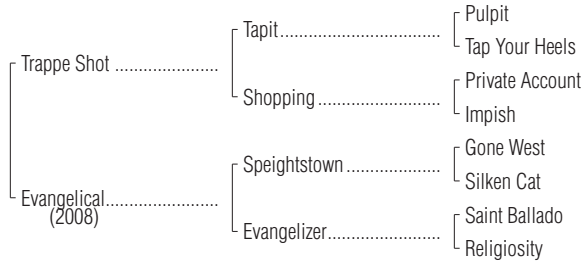 Pulpit
Tapit..............................
Tap Your Heels
Trappe Shot ...................
Private Account
Shopping ......................
Impish
Gone West
Speightstown .................
Silken Cat
Evangelical.....................
(2008)
Saint Ballado
Evangelizer.....................
Religiosity